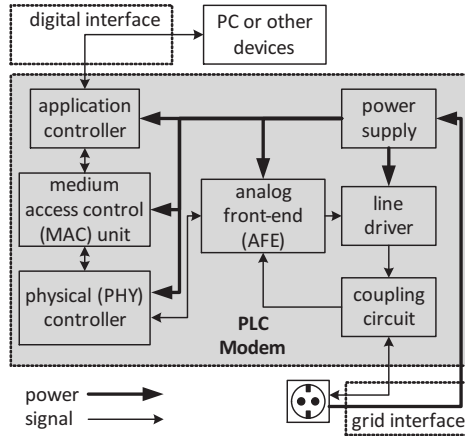 digital interface
PC or other
devices
application
controller
power
supply
medium
access control
(MAC) unit
analog
front-end
(AFE)
line
driver
physical (PHY)
controller
coupling
circuit
PLC
Modem
power
signal
grid interface